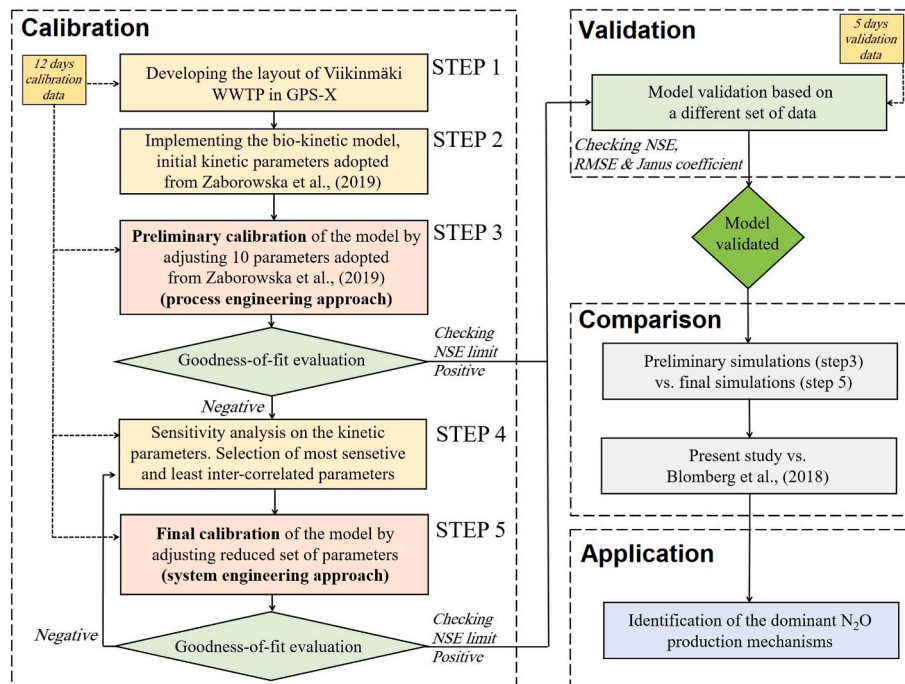 Calibration
12 days
calibration
data
Developing the layout of Viikinmäki
WWTP in GPS-X
STEP 1
Implementing the bio-kinetic model,
initial kinetic parameters adopted
from Zaborowska et al., (2019)
STEP 2
Preliminary calibration of the model by
adjusting 10 parameters adopted
from Zaborowska et al., (2019)
(process engineering approach)
STEP 3
Goodness-of-fit evaluation
Checking
NSE limit
Positive
Negative
Sensitivity analysis on the kinetic
parameters. Selection of most sensetive
and least inter-correlated parameters
STEP 4
Final calibration of the model by
adjusting reduced set of parameters
(system engineering approach)
STEP 5
Negative
Goodness-of-fit evaluation
Checking
NSE limit
Positive
Validation
5 days
validation
data
Model validation based on
a different set of data
Checking NSE,
RMSE & Janus coefficient
Model
validated
Comparison
Preliminary simulations (step3)
vs. final simulations (step 5)
Present study vs.
Blomberg et al., (2018)
Application
Identification of the dominant N₂O
production mechanisms